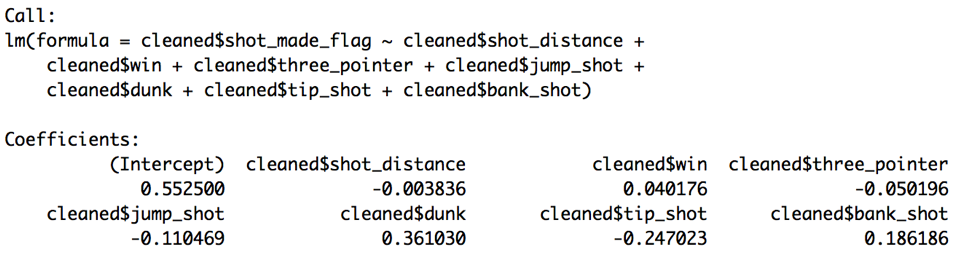 Call:
lm(formula = cleaned$shot_made_flag ~ cleaned$shot_distance +
    cleaned$win + cleaned$three_pointer + cleaned$jump_shot +
    cleaned$dunk + cleaned$tip_shot + cleaned$bank_shot)

Coefficients:
          (Intercept)  cleaned$shot_distance            cleaned$win  cleaned$three_pointer
             0.552500              -0.003836               0.040176              -0.050196
    cleaned$jump_shot           cleaned$dunk       cleaned$tip_shot      cleaned$bank_shot
            -0.110469               0.361030              -0.247023               0.186186